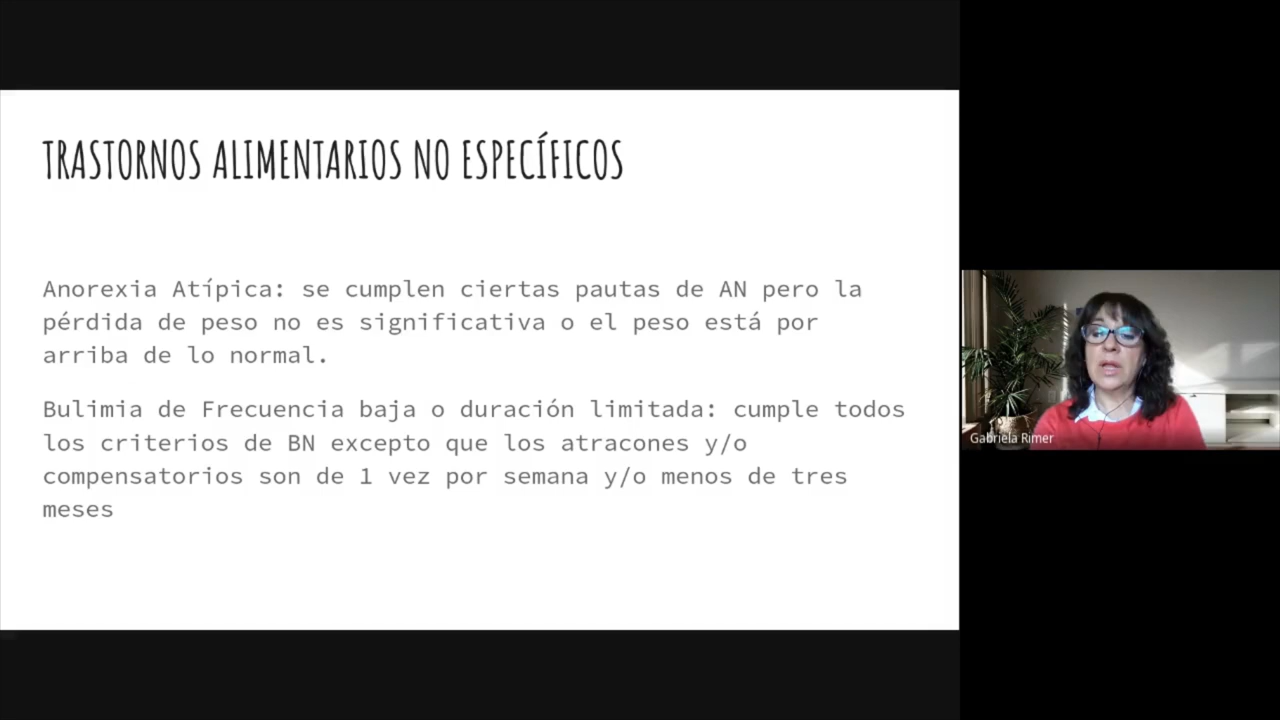 TRASTORNOS ALIMENTARIOS NO ESPECÍFICOS
Anorexia Atípica: se cumplen ciertas pautas de AN pero la
pérdida de peso no es significativa o el peso está por
arriba de lo normal.
Bulimia de Frecuencia baja o duración limitada: cumple todos
los criterios de BN excepto que los atracones y/o
compensatorios son de 1 vez por semana y/o menos de tres
meses
Gabriela Rimer